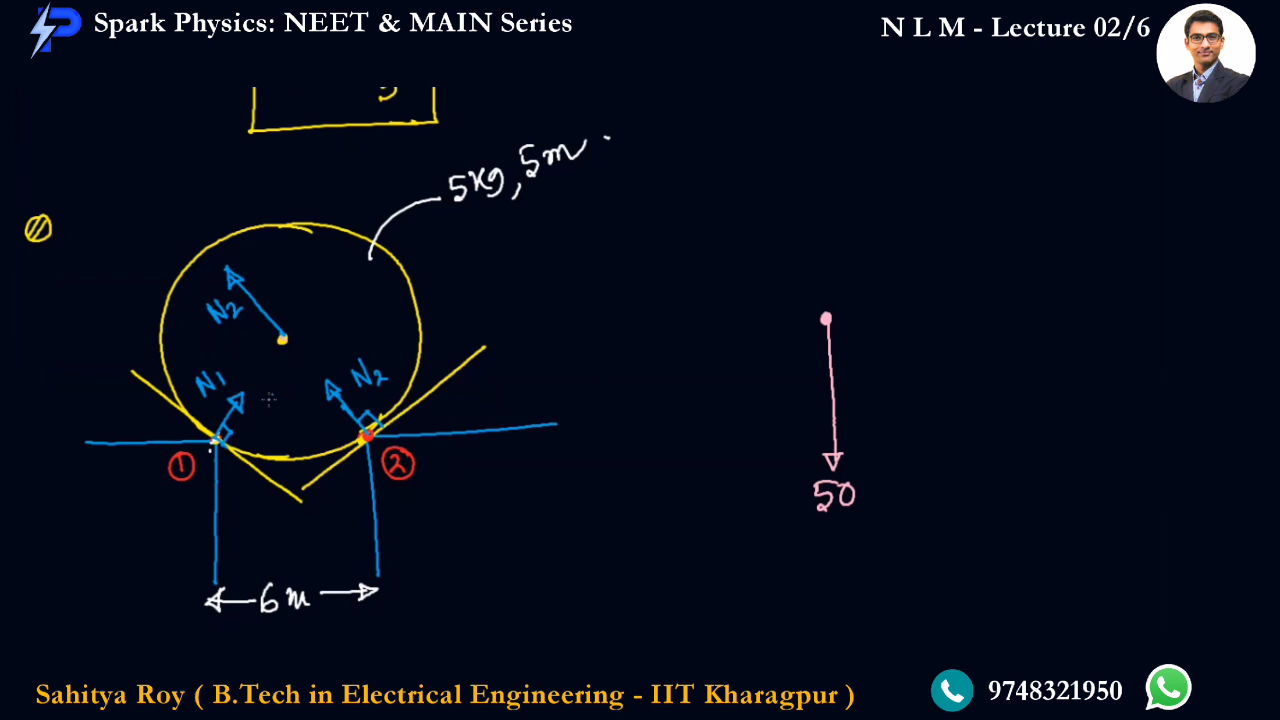 Spark Physics: NEET & MAIN Series
N L M - Lecture 02/6
5kg, 5m
N2
N1
N2
1
2
50
6m
Sahitya Roy ( B.Tech in Electrical Engineering - IIT Kharagpur )
9748321950